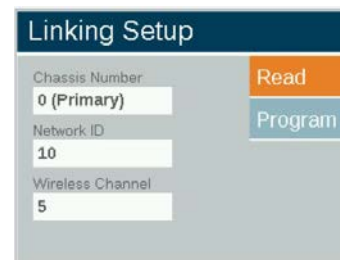 Linking Setup
Chassis Number
0 (Primary)
Network ID
10
Wireless Channel
5
Read
Program